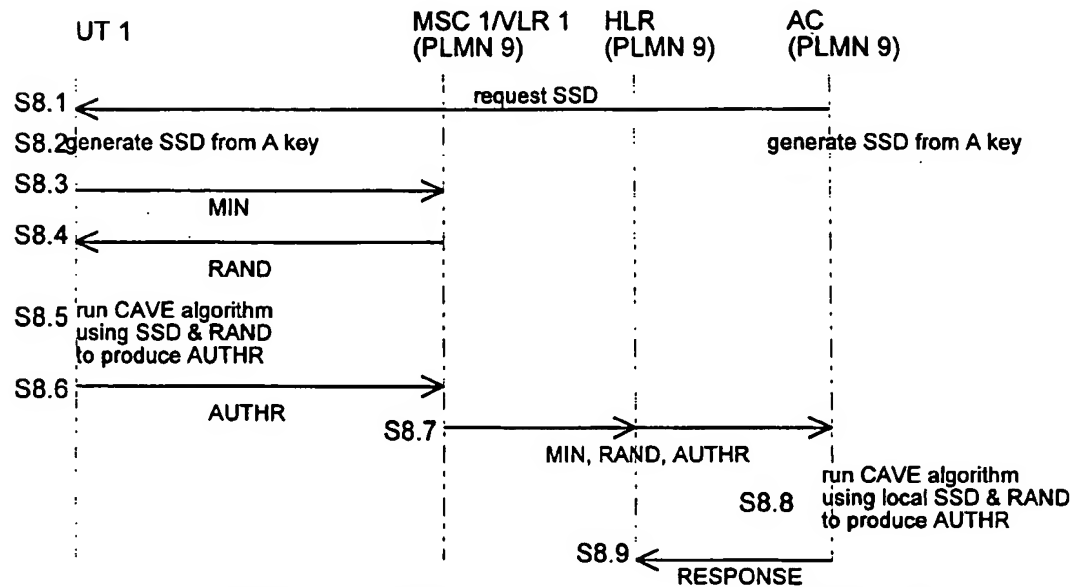 UT 1
MSC 1/VLR 1
(PLMN 9)
HLR
(PLMN 9)
AC
(PLMN 9)
S8.1
request SSD
S8.2
generate SSD from A key
generate SSD from A key
S8.3
MIN
S8.4
RAND
S8.5
run CAVE algorithm
using SSD & RAND
to produce AUTHR
S8.6
AUTHR
S8.7
MIN, RAND, AUTHR
S8.8
run CAVE algorithm
using local SSD & RAND
to produce AUTHR
S8.9
RESPONSE